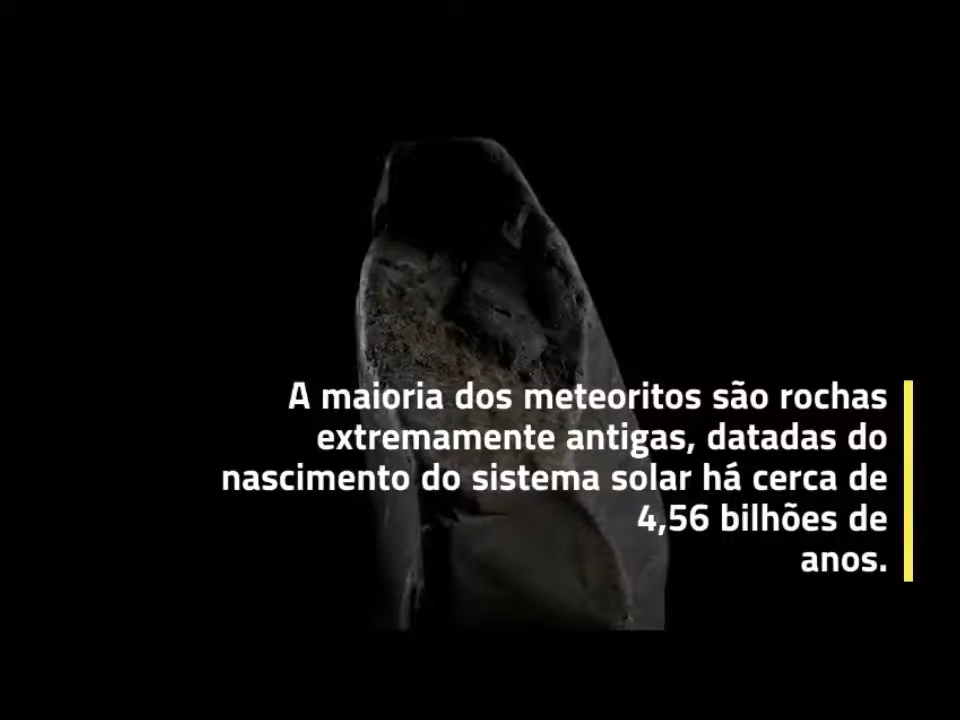 A maioria dos meteoritos são rochas
extremamente antigas, datadas do
nascimento do sistema solar há cerca de
4,56 bilhões de
anos.